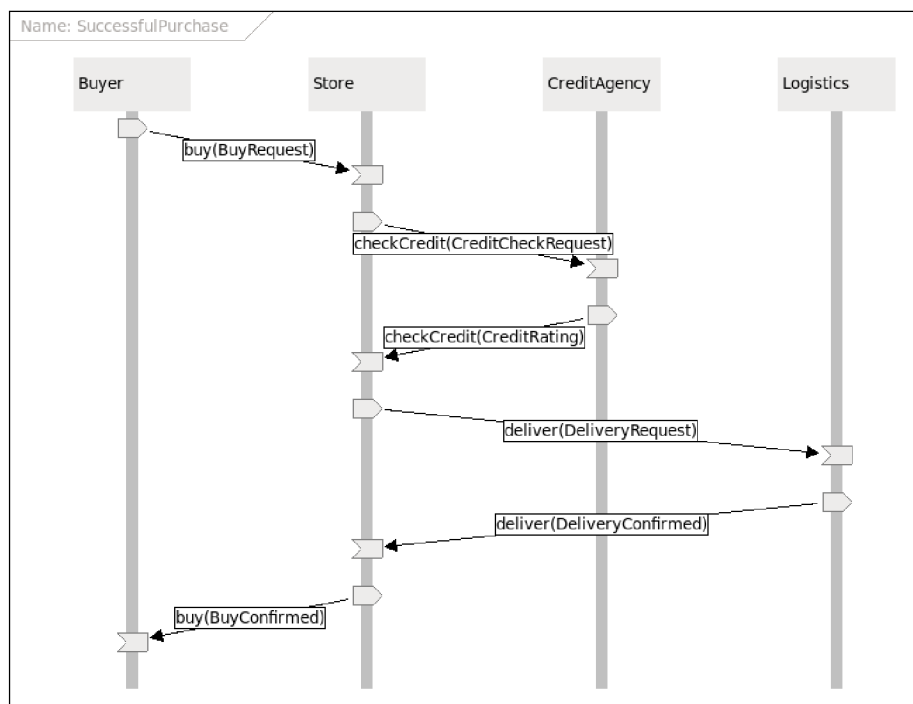 Name: SuccessfulPurchase
Buyer
Store
CreditAgency
Logistics
buy(BuyRequest)
checkCredit(CreditCheckRequest)
checkCredit(CreditRating)
deliver(DeliveryRequest)
deliver(DeliveryConfirmed)
buy(BuyConfirmed)